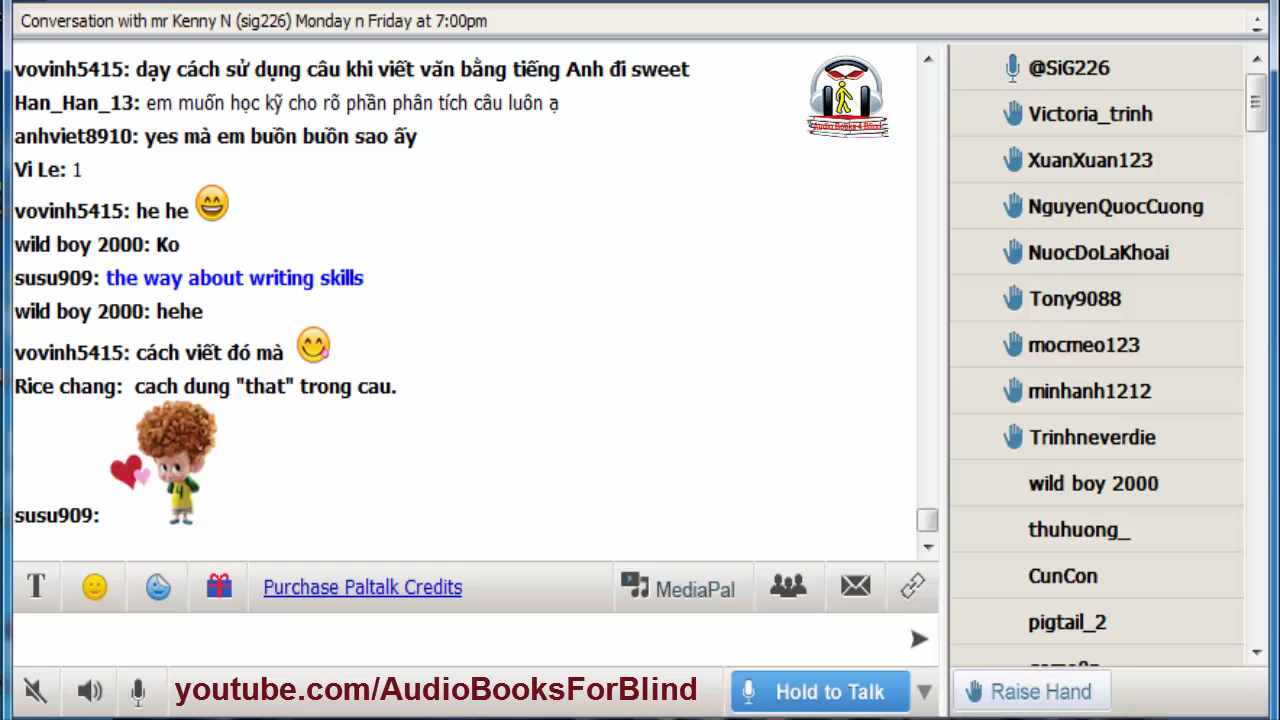 Conversation with mr Kenny N (sig226) Monday n Friday at 7:00pm
vovinh5415: dạy cách sử dụng câu khi viết văn bằng tiếng Anh đi sweet
Han_Han_13: em muốn học kỹ cho rõ phần phân tích câu luôn ạ
anhviet8910: yes mà em buồn buồn sao ấy
Vi Le: 1
vovinh5415: he he
wild boy 2000: Ko
susu909: the way about writing skills
wild boy 2000: hehe
vovinh5415: cách viết đó mà
Rice chang: cach dung "that" trong cau.
susu909:
Audio Books 4 Blind
@SiG226
Victoria_trinh
XuanXuan123
NguyenQuocCuong
NuocDoLaKhoai
Tony9088
mocmeo123
minhanh1212
Trinhneverdie
wild boy 2000
thuhuong_
CunCon
pigtail_2
T
Purchase Paltalk Credits
MediaPal
youtube.com/AudioBooksForBlind
Hold to Talk
Raise Hand